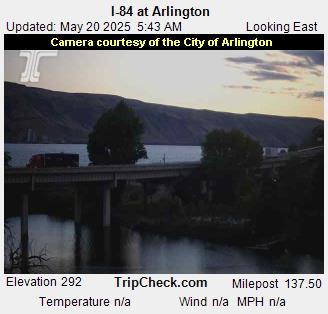 I-84 at Arlington
Updated: May 20 2025 5:43 AM Looking East
Camera courtesy of the City of Arlington
Elevation 292 TripCheck.com Milepost 137.50
Temperature n/a Wind n/a MPH n/a